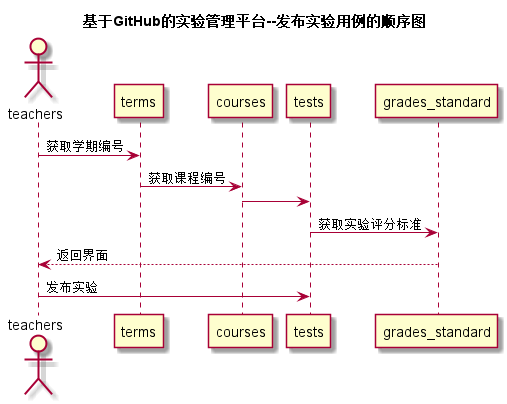 基于GitHub的实验管理平台--发布实验用例的顺序图
teachers
terms
courses
tests
grades_standard
获取学期编号
获取课程编号
获取实验评分标准
返回界面
发布实验
teachers
terms
courses
tests
grades_standard